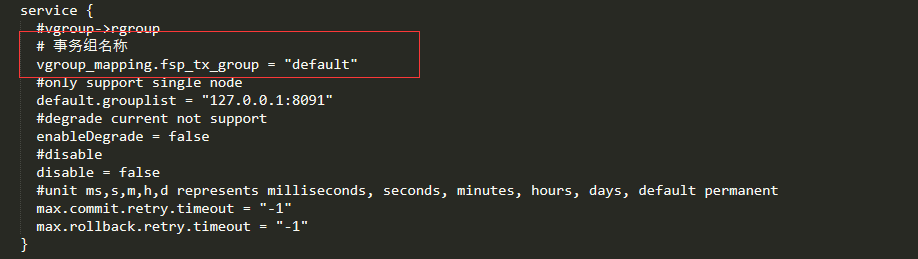 service {
#vgroup->rgroup
# 事务组名称
vgroup_mapping.fsp_tx_group = "default"
#only support single node
default.grouplist = "127.0.0.1:8091"
#degrade current not support
enableDegrade = false
#disable
disable = false
#unit ms,s,m,h,d represents milliseconds, seconds, minutes, hours, days, default permanent
max.commit.retry.timeout = "-1"
max.rollback.retry.timeout = "-1"
}